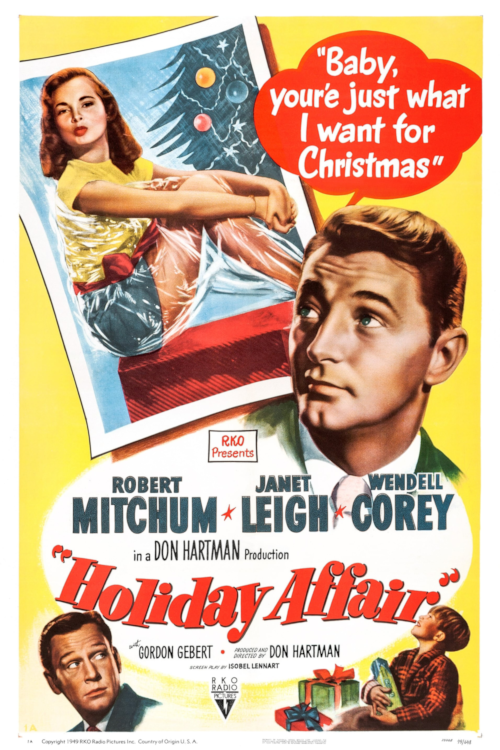 "Baby,
your'e just what
I want for
Christmas"
RKO
Presents
ROBERT
MITCHUM
JANET
LEIGH
WENDELL
COREY
in a DON HARTMAN Production
"Holiday Affair"
with GORDON GEBERT • PRODUCED AND DIRECTED BY DON HARTMAN
SCREEN PLAY BY ISOBEL LENNART
RKO
RADIO
PICTURES
1A Copyright 1949 RKO Radio Pictures Inc. Country of Origin U. S. A.